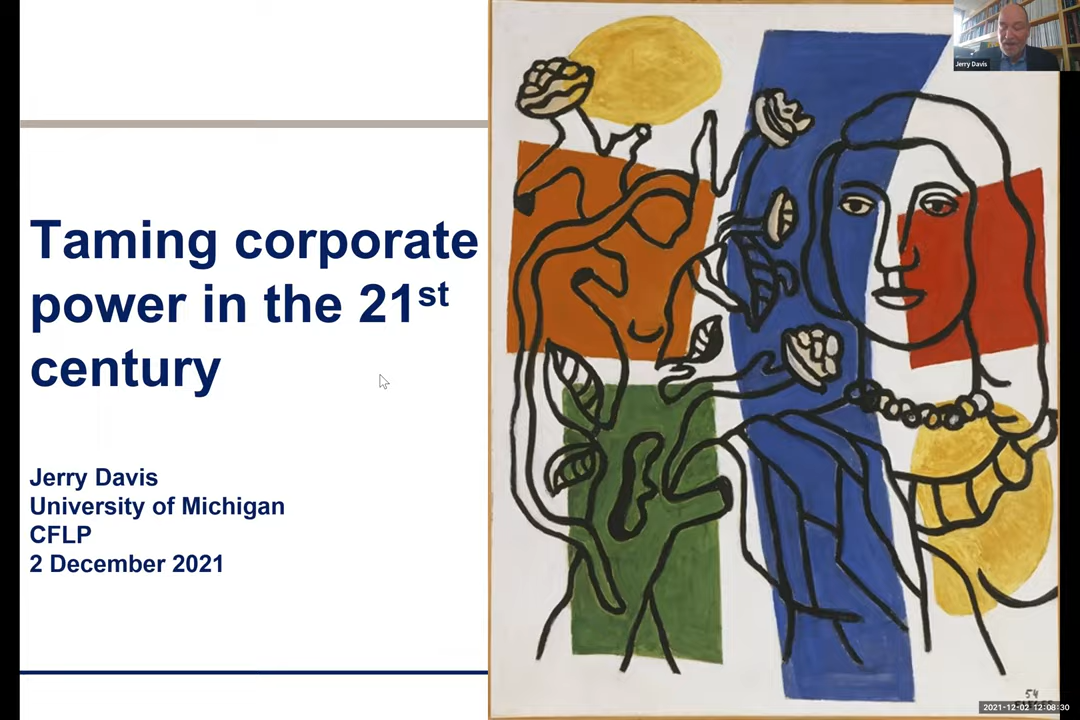 Jerry Davis
Taming corporate
power in the 21st
century
Jerry Davis
University of Michigan
CFLP
2 December 2021
54
2021-12-02 12:08:30